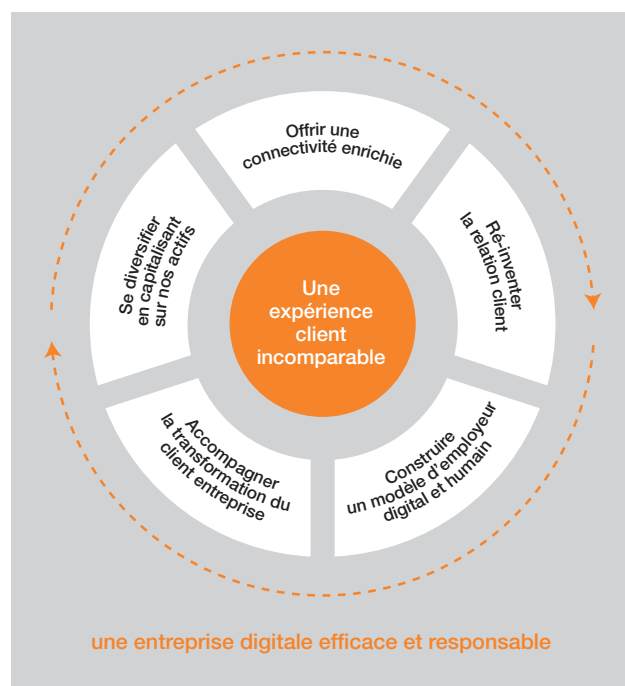 Offrir une
connectivité enrichie
Ré-inventer
la relation client
Construire
un modèle d'employeur
digital et humain
Accompagner
la transformation du
client entreprise
Se diversifier
en capitalisant
sur nos actifs
Une
expérience
client
incomparable
une entreprise digitale efficace et responsable